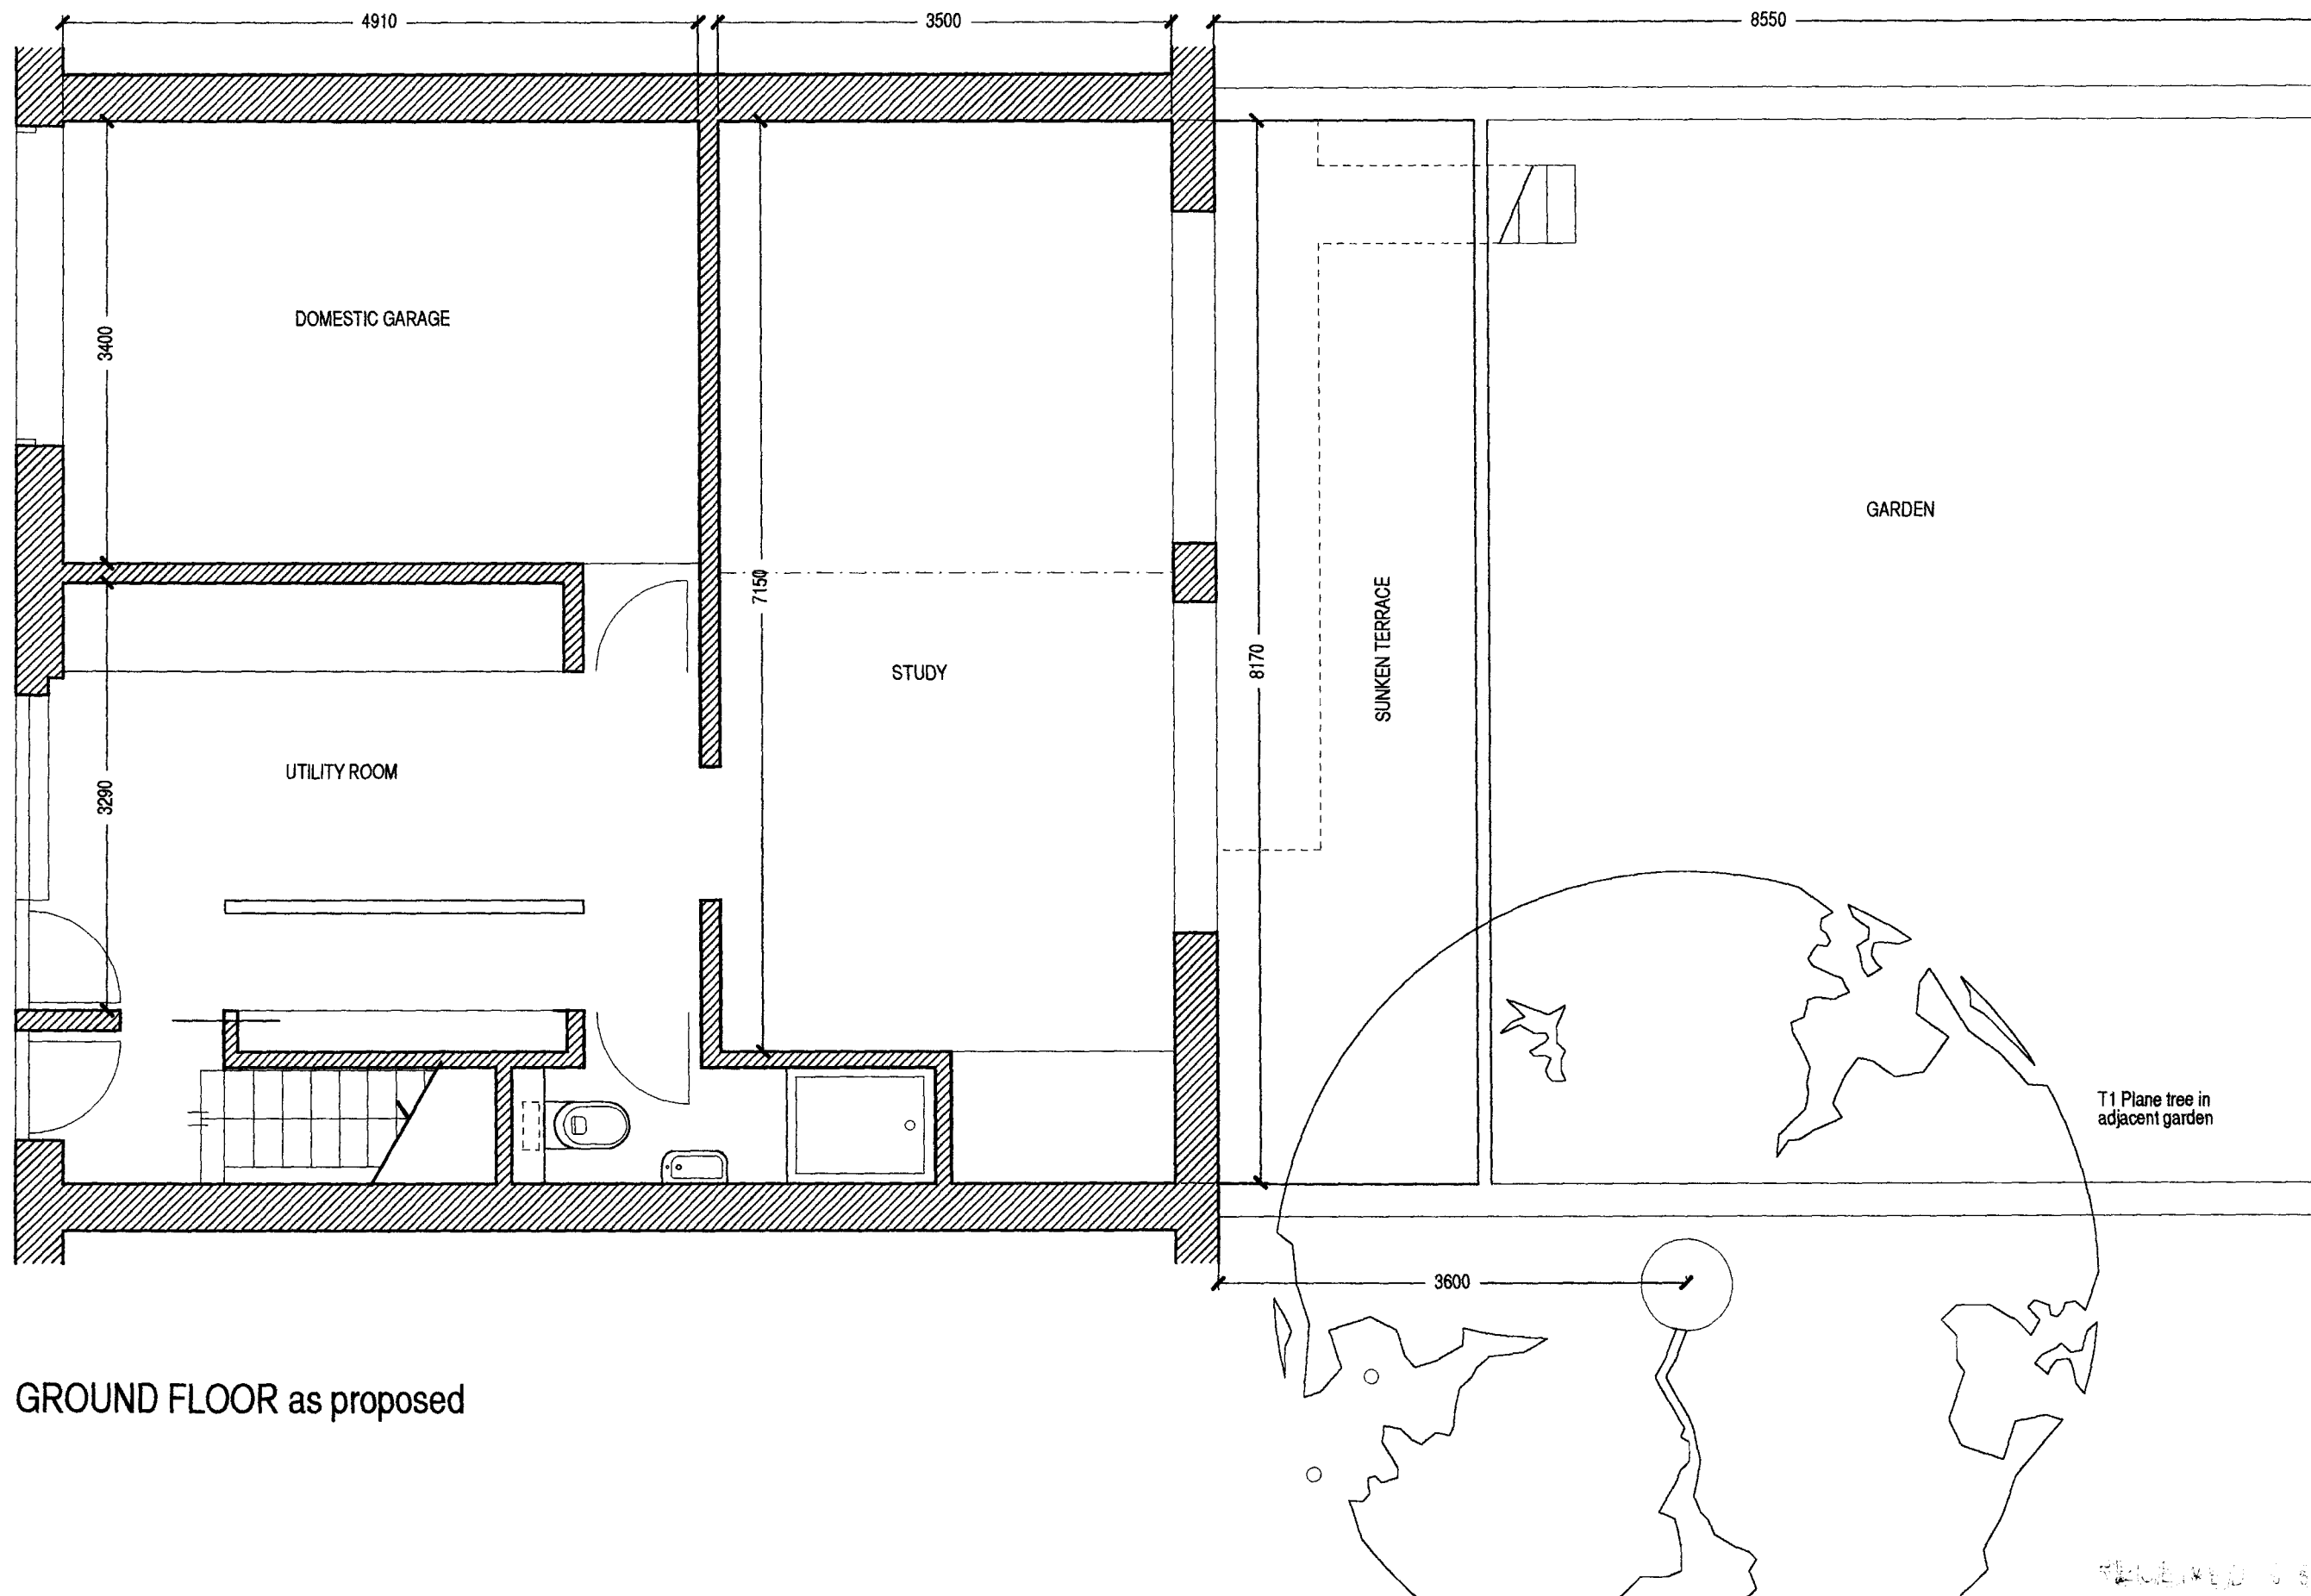 4910
3500
8550
DOMESTIC GARAGE
3400
GARDEN
7150
SUNKEN TERRACE
STUDY
8170
UTILITY ROOM
3290
T1 Plane tree in
adjacent garden
3600
GROUND FLOOR as proposed